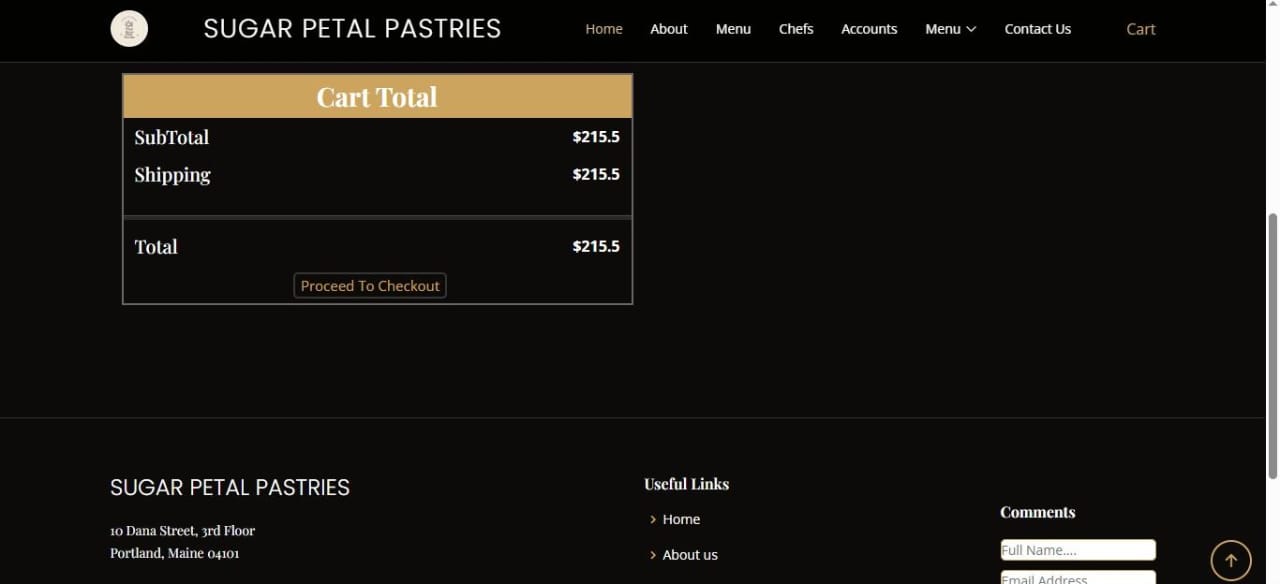 SUGAR PETAL PASTRIES
Home About Menu Chefs Accounts Menu Contact Us Cart
Cart Total
SubTotal $215.5
Shipping $215.5
Total $215.5
Proceed To Checkout
SUGAR PETAL PASTRIES
10 Dana Street, 3rd Floor
Portland, Maine 04101
Useful Links
Home
About us
Comments
Full Name....
Email Address